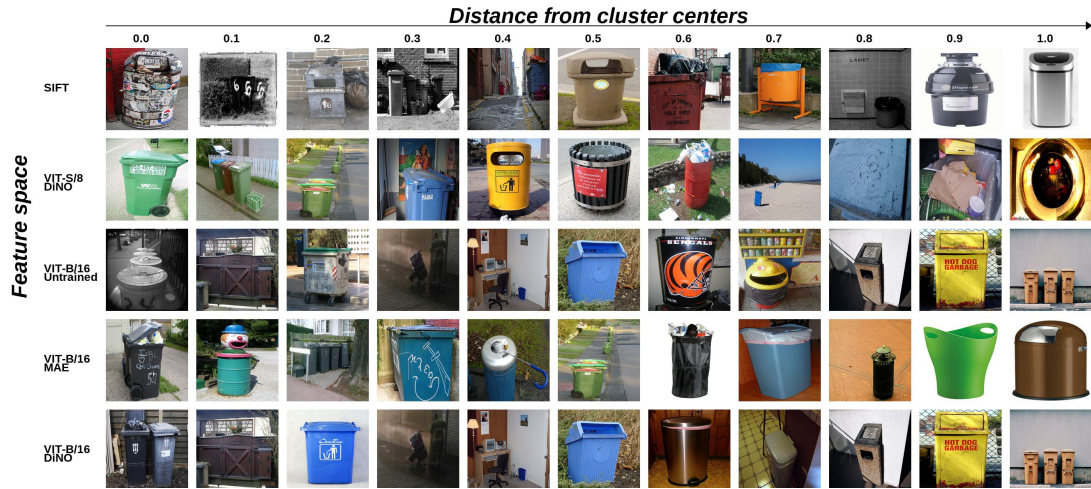 Distance from cluster centers
0.0 0.1 0.2 0.3 0.4 0.5 0.6 0.7 0.8 0.9 1.0
Feature space
SIFT
VIT-S/8
DINO
VIT-B/16
Untrained
BENGALS
HOT DOG
GARBAGE
VIT-B/16
MAE
VIT-B/16
DINO
HOT DOG
GARBAGE